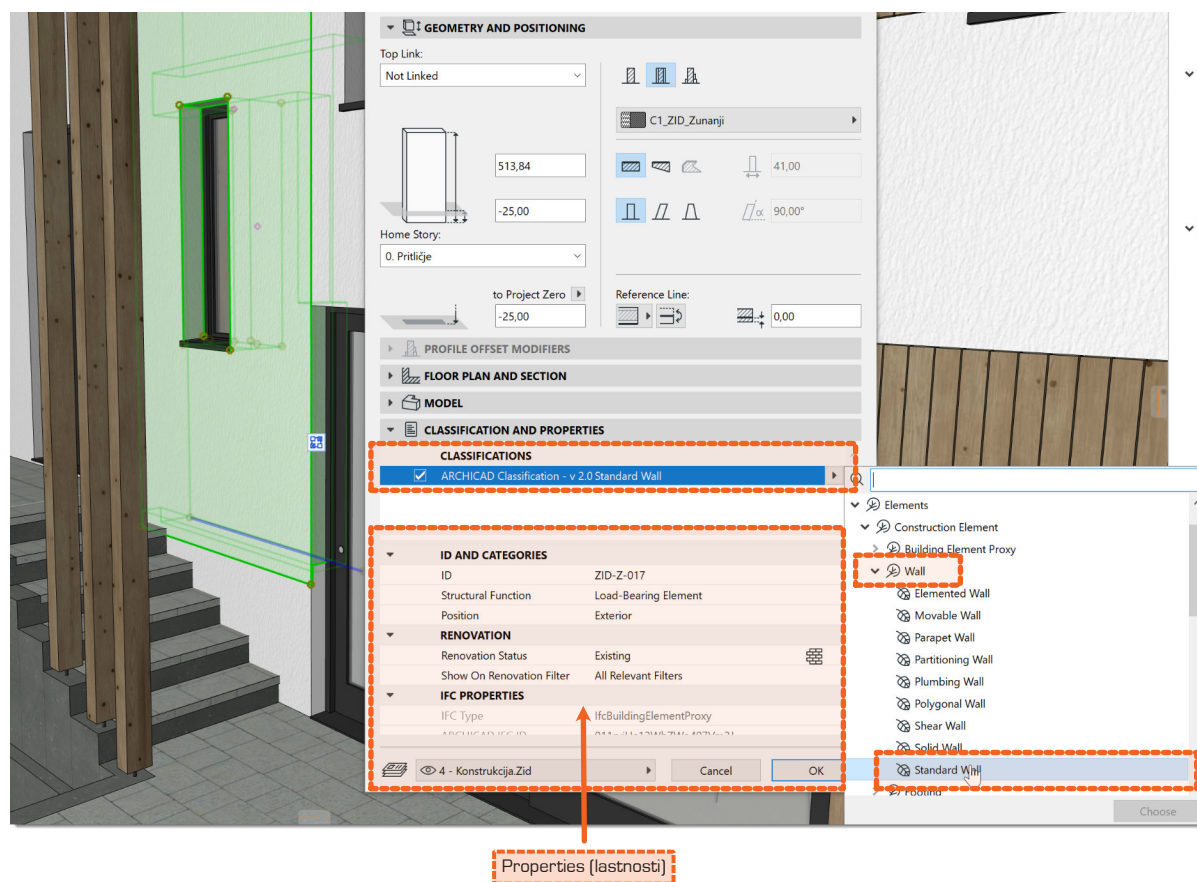 GEOMETRY AND POSITIONING
Top Link:
Not Linked
C1_ZID_Zunanji
513,84
41,00
-25,00
90,00°
Home Story:
0. Pritličje
to Project Zero
Reference Line:
-25,00
0,00
PROFILE OFFSET MODIFIERS
FLOOR PLAN AND SECTION
MODEL
CLASSIFICATION AND PROPERTIES
CLASSIFICATIONS
ARCHICAD Classification - v 2.0 Standard Wall
ID AND CATEGORIES
ID ZID-Z-017
Structural Function Load-Bearing Element
Position Exterior
RENOVATION
Renovation Status Existing
Show On Renovation Filter All Relevant Filters
IFC PROPERTIES
IFC Type IfcBuildingElementProxy
ARCHICAD IFC ID
4 - Konstrukcija.Zid
Cancel
OK
Elements
Construction Element
Building Element Proxy
Wall
Elemented Wall
Movable Wall
Parapet Wall
Partitioning Wall
Plumbing Wall
Polygonal Wall
Shear Wall
Solid Wall
Standard Wall
Footing
Choose
Properties (lastnosti)